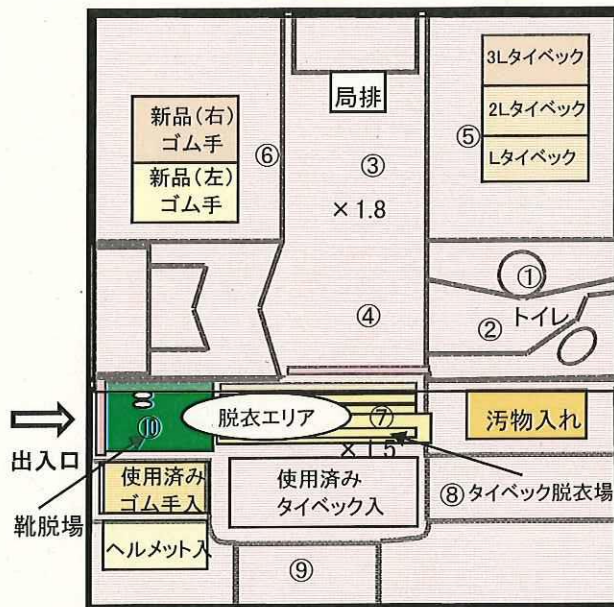 3Lタイベック
2Lタイベック
Lタイベック
⑤
局排
新品(右)
ゴム手
新品(左)
ゴム手
⑥
③
×1.8
①
トイレ
②
④
脱衣エリア
⑦
×1.5
⑩
汚物入れ
出入口
靴脱場
使用済み
ゴム手入
使用済み
タイベック入
⑧タイベック脱衣場
ヘルメット入
⑨